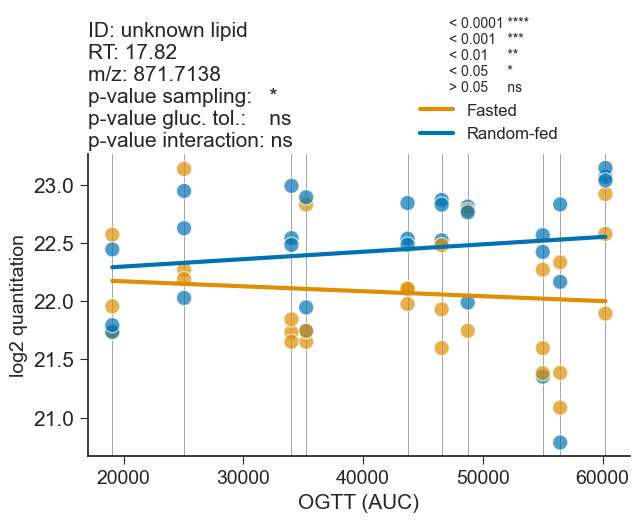 ID: unknown lipid
RT: 17.82
m/z: 871.7138
p-value sampling: *
p-value gluc. tol.: ns
p-value interaction: ns
< 0.0001 ****
< 0.001 ***
< 0.01 **
< 0.05 *
> 0.05 ns
Fasted
Random-fed
log2 quantitation
23.0
22.5
22.0
21.5
21.0
20000 30000 40000 50000 60000
OGTT (AUC)